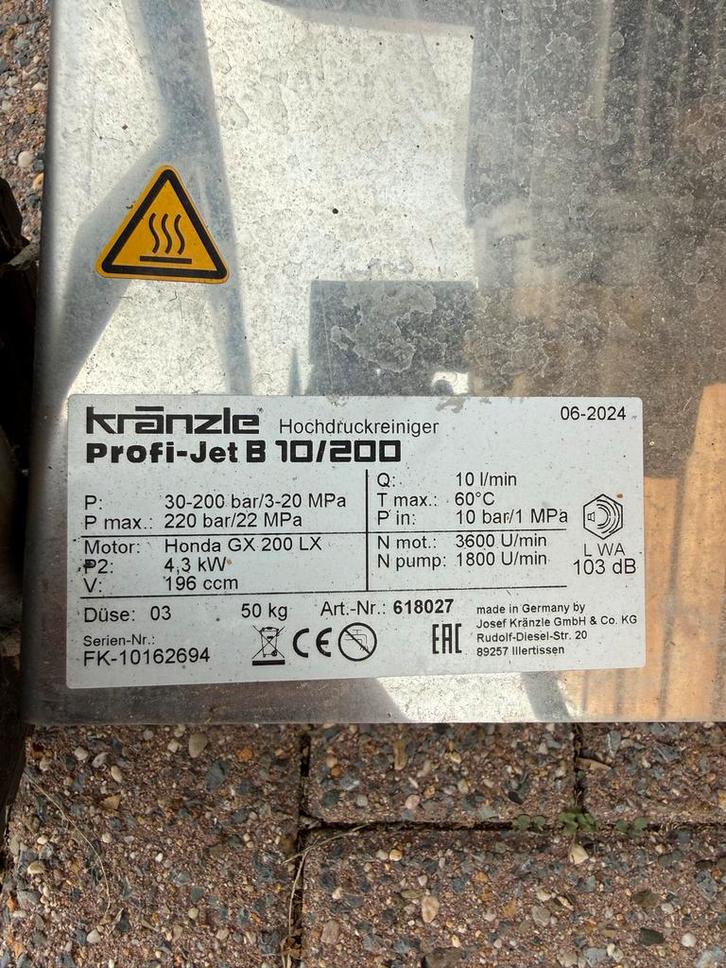 kränzle Hochdruckreiniger 06-2024
Profi-Jet B 10/200
P: 30-200 bar/3-20 MPa
P max.: 220 bar/22 MPa
Q: 10 l/min
T max.: 60°C
P in: 10 bar/1 MPa
Motor: Honda GX 200 LX
P2: 4,3 kW
V: 196 ccm
N mot.: 3600 U/min
N pump: 1800 U/min
L WA
103 dB
Düse: 03 50 kg Art.-Nr.: 618027
Serien-Nr.:
FK-10162694
CE
EAC
made in Germany by
Josef Kränzle GmbH & Co. KG
Rudolf-Diesel-Str. 20
89257 Illertissen